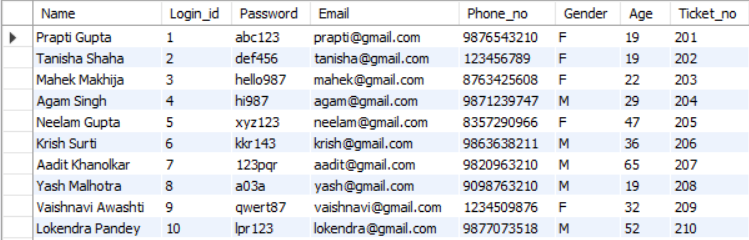 Name Login_id Password Email Phone_no Gender Age Ticket_no
Prapti Gupta 1 abc123 prapti@gmail.com 9876543210 F 19 201
Tanisha Shaha 2 def456 tanisha@gmail.com 123456789 F 19 202
Mahek Makhija 3 hello987 mahek@gmail.com 8763425608 F 22 203
Agam Singh 4 hi987 agam@gmail.com 9871239747 M 29 204
Neelam Gupta 5 xyz123 neelam@gmail.com 8357290966 F 47 205
Krish Surti 6 kkr143 krish@gmail.com 9863638211 M 36 206
Aadit Khanolkar 7 123pqr aadit@gmail.com 9820963210 M 65 207
Yash Malhotra 8 a03a yash@gmail.com 9098763210 M 19 208
Vaishnavi Awashti 9 qwert87 vaishnavi@gmail.com 1234509876 F 32 209
Lokendra Pandey 10 lpr123 lokendra@gmail.com 9877073518 M 52 210